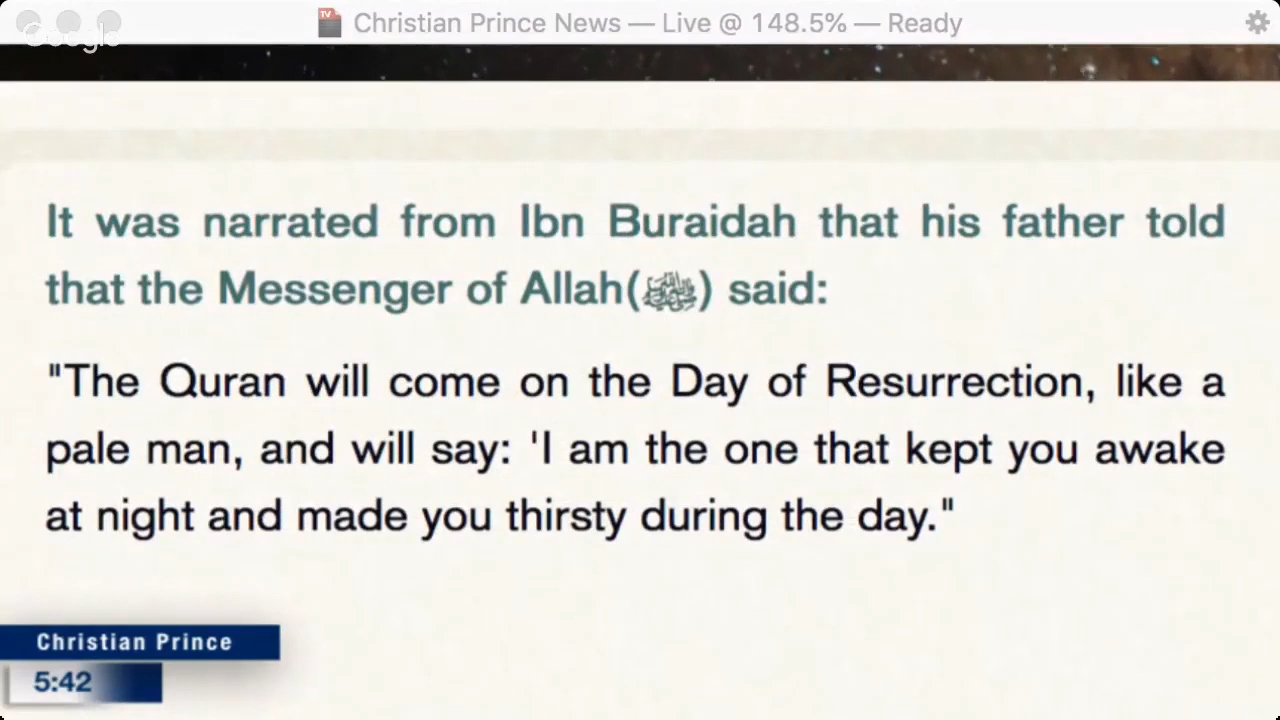 Christian Prince News — Live @ 148.5% — Ready
Google
It was narrated from Ibn Buraidah that his father told
that the Messenger of Allah(ﷺ) said:
"The Quran will come on the Day of Resurrection, like a
pale man, and will say: 'I am the one that kept you awake
at night and made you thirsty during the day."
Christian Prince
5:42